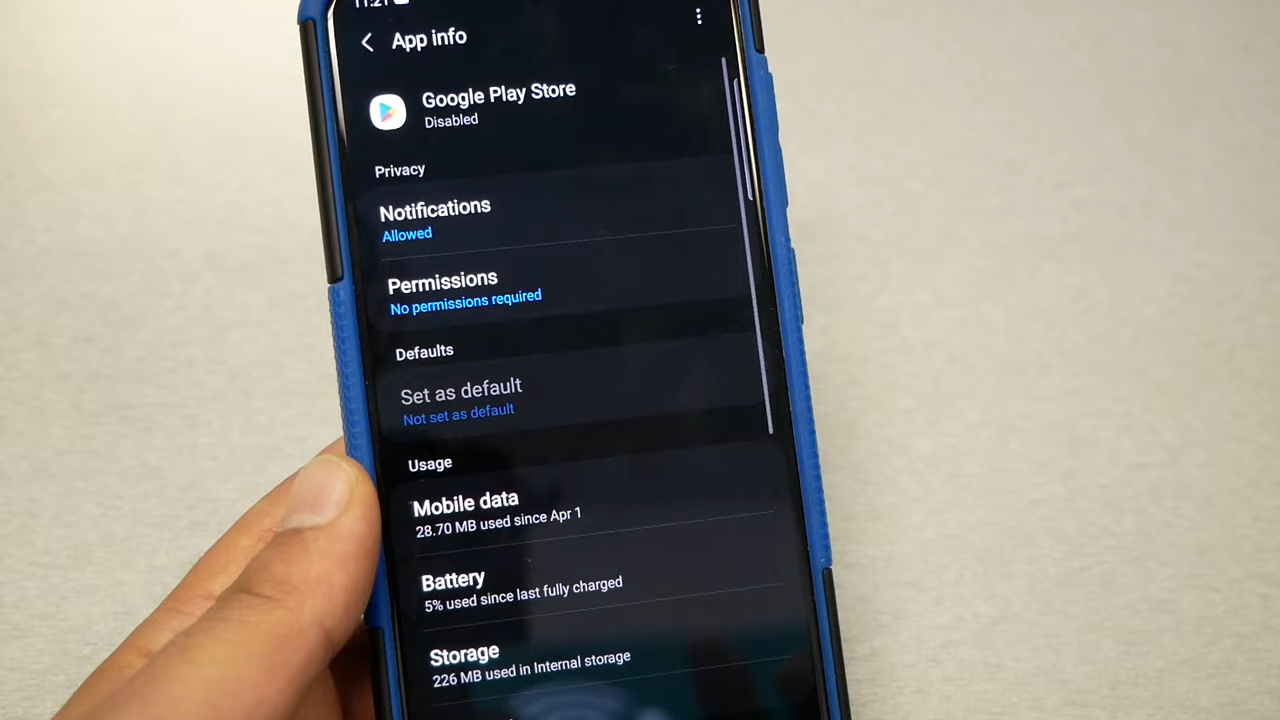 11:21
App info
Google Play Store
Disabled
Privacy
Notifications
Allowed
Permissions
No permissions required
Defaults
Set as default
Not set as default
Usage
Mobile data
28.70 MB used since Apr 1
Battery
5% used since last fully charged
Storage
226 MB used in Internal storage